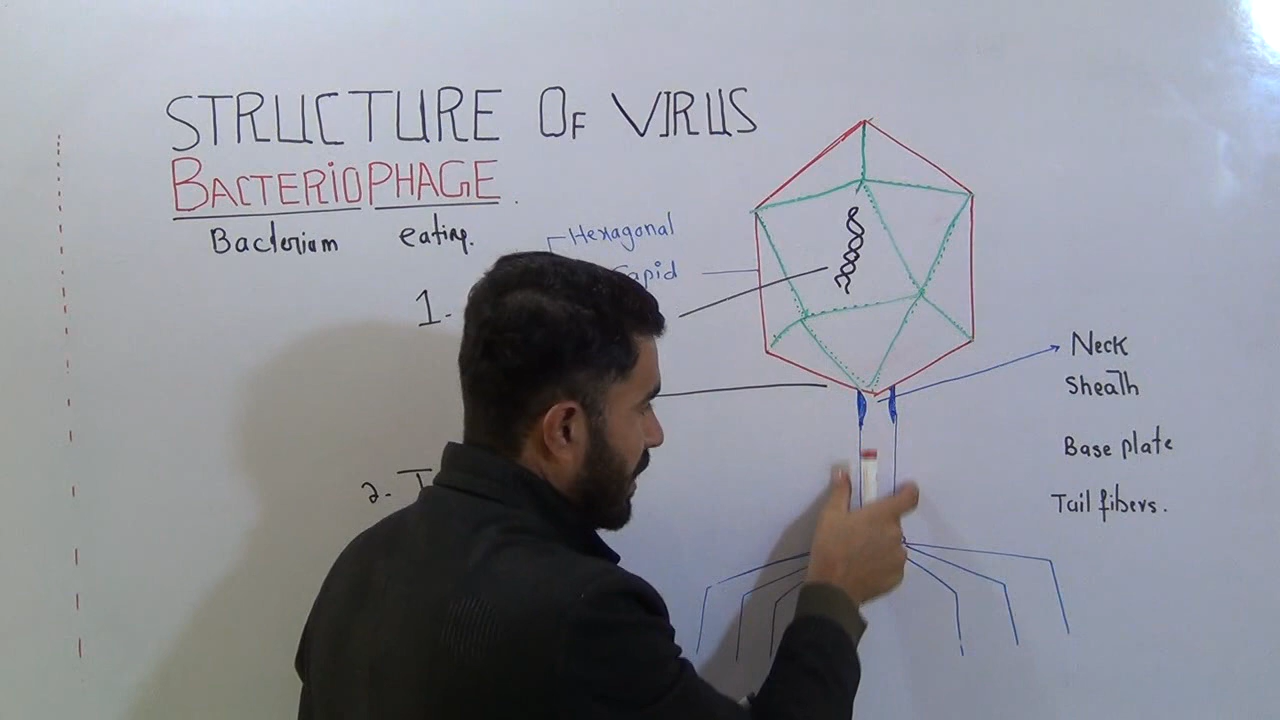 STRUCTURE OF VIRUS
BACTERIOPHAGE.
Bacterium eating.
Hexagonal
Capid
1.
Neck
Sheath
Base plate
2. T
Tail fibers.